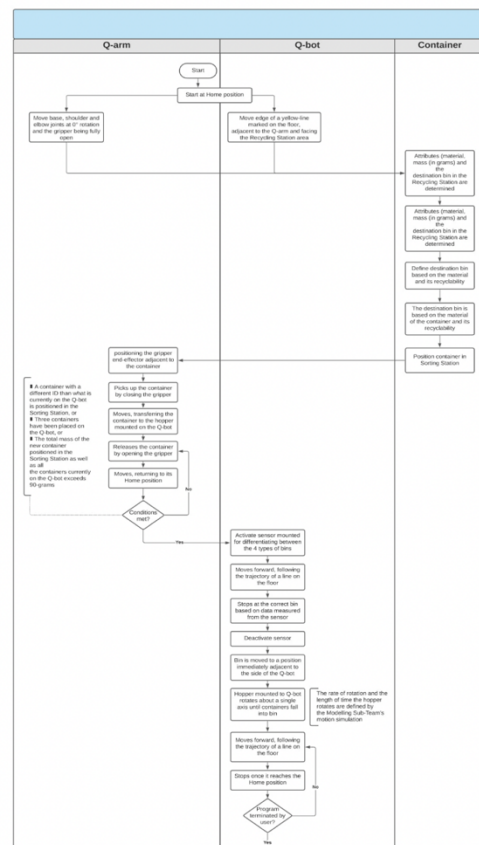 Q-arm
Q-bot
Container
Start
Start at Home position
Move base, shoulder and
elbow joints at 0° rotation
and the gripper being fully
open
Move edge of a yellow-line
marked on the floor,
adjacent to the Q-arm and facing
the Recycling Station area
Attributes (material,
mass (in grams) and
the
destination bin in the
Recycling Station are
determined
Attributes (material,
mass (in grams) and
the
destination bin in the
Recycling Station are
determined
Define destination bin
based on the material
and its recyclability
The destination bin is
based on the material
of the container and its
recyclability
Position container in
Sorting Station
positioning the gripper
end effector adjacent to
the container
Picks up the container
by closing the gripper
Moves, transferring the
container to the hopper
mounted on the Q-bot
Releases the container
by opening the gripper
Moves, returning to its
Home position
Conditions
met?
No
Yes
A container with a
different ID than what is
currently on the Q-bot
is positioned in the
Sorting Station, or
Three containers
have been placed on
the Q-bot, or
The total mass of the
new container
positioned in the
Sorting Station as well
as all
the containers currently
on the Q-bot exceeds
90-grams
Activate sensor mounted
for differentiating between
the 4 types of bins
Moves forward, following
the trajectory of a line on
the floor
Stops at the correct bin
based on data measured
from the sensor
Deactivate sensor
Bin is moved to a position
immediately adjacent to
the side of the Q-bot
Hopper mounted to Q-bot
rotates about a single
axis until containers fall
into bin
The rate of rotation and the
length of time the hopper
rotates are defined by
the Modelling Sub-Team's
motion simulation
Moves forward, following
the trajectory of a line on
the floor
Stops once it reaches the
Home position
No
Program
terminated by
user?
Yes